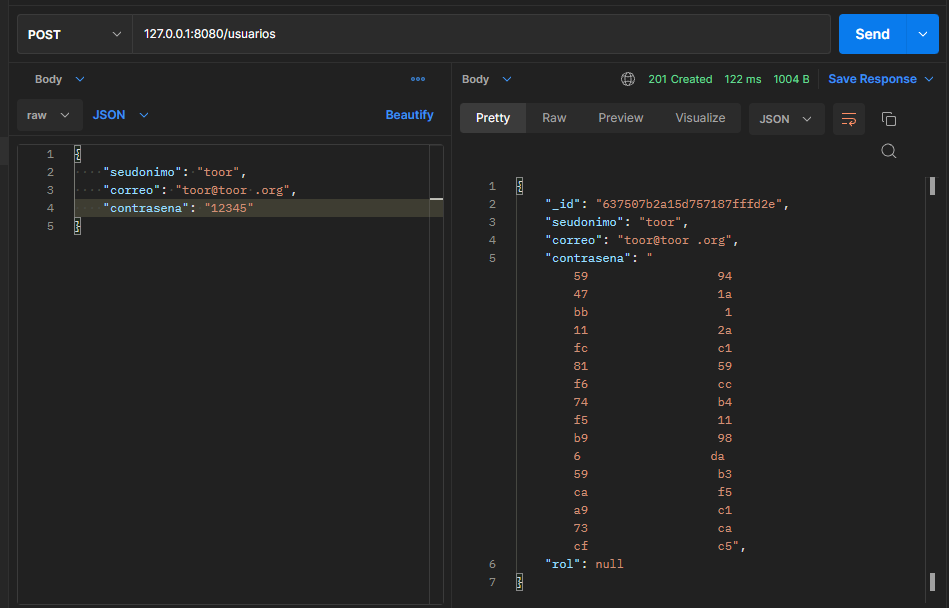 POST 127.0.0.1:8080/usuarios Send
Body
raw JSON Beautify
1 {
2 "seudonimo": "toor",
3 "correo": "toor@toor .org",
4 "contrasena": "12345"
5 }
Body 201 Created 122 ms 1004 B Save Response
Pretty Raw Preview Visualize JSON
1 {
2 "_id": "637507b2a15d757187fffd2e",
3 "seudonimo": "toor",
4 "correo": "toor@toor .org",
5 "contrasena": "
59 94
47 1a
bb 1
11 2a
fc c1
81 59
f6 cc
74 b4
f5 11
b9 98
6 da
59 b3
ca f5
a9 c1
73 ca
cf c5",
6 "rol": null
7 }